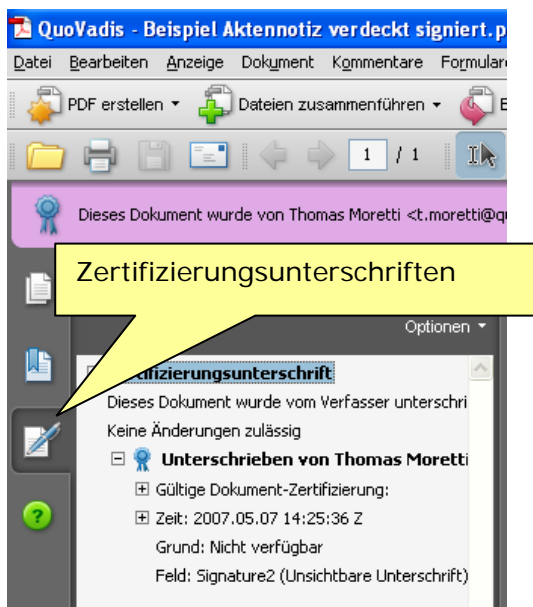 QuoVadis - Beispiel Aktennotiz verdeckt signiert.p
Datei Bearbeiten Anzeige Dokument Kommentare Formular
PDF erstellen Dateien zusammenführen E
1 / 1
Dieses Dokument wurde von Thomas Moretti <t.moretti@q
Zertifizierungsunterschriften
Optionen
tifizierungsunterschrift
Dieses Dokument wurde vom Verfasser unterschri
Keine Änderungen zulässig
Unterschrieben von Thomas Moretti
Gültige Dokument-Zertifizierung:
Zeit: 2007.05.07 14:25:36 Z
Grund: Nicht verfügbar
Feld: Signature2 (Unsichtbare Unterschrift)